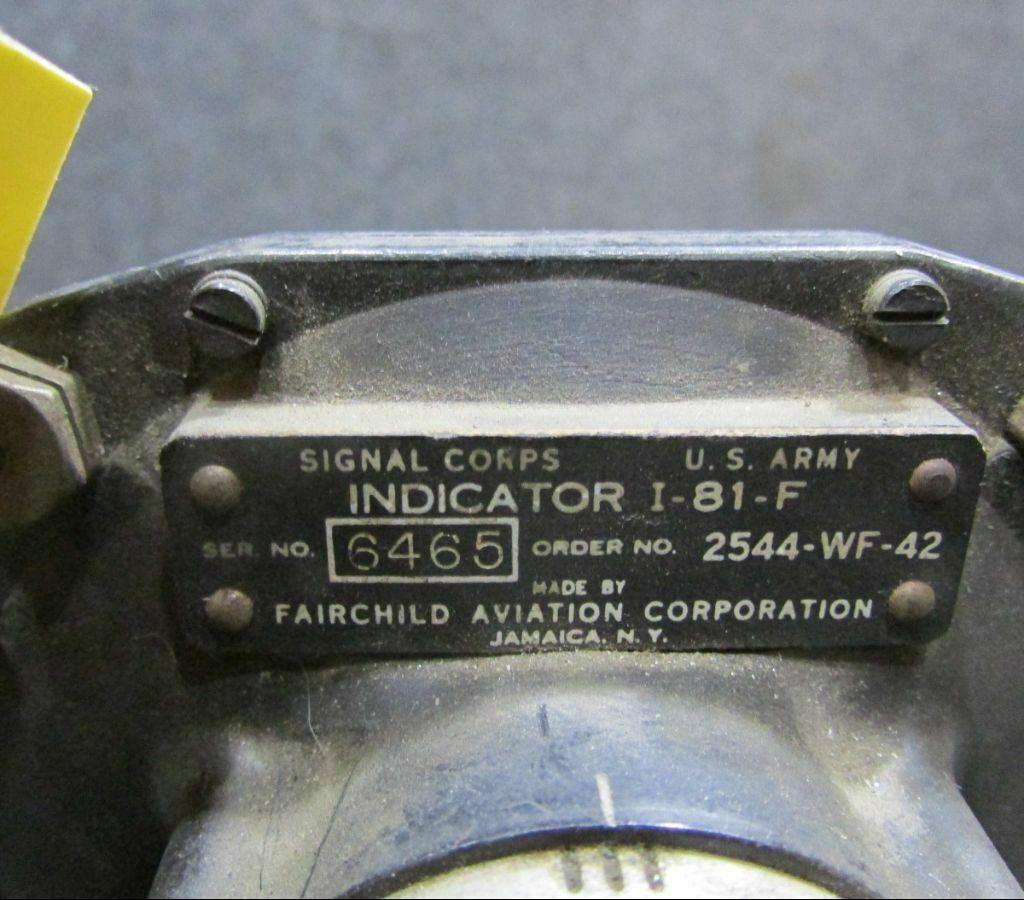 SIGNAL CORPS U. S. ARMY
INDICATOR I-81-F
SER. NO. 6465 ORDER NO. 2544-WF-42
MADE BY
FAIRCHILD AVIATION CORPORATION
JAMAICA, N. Y.